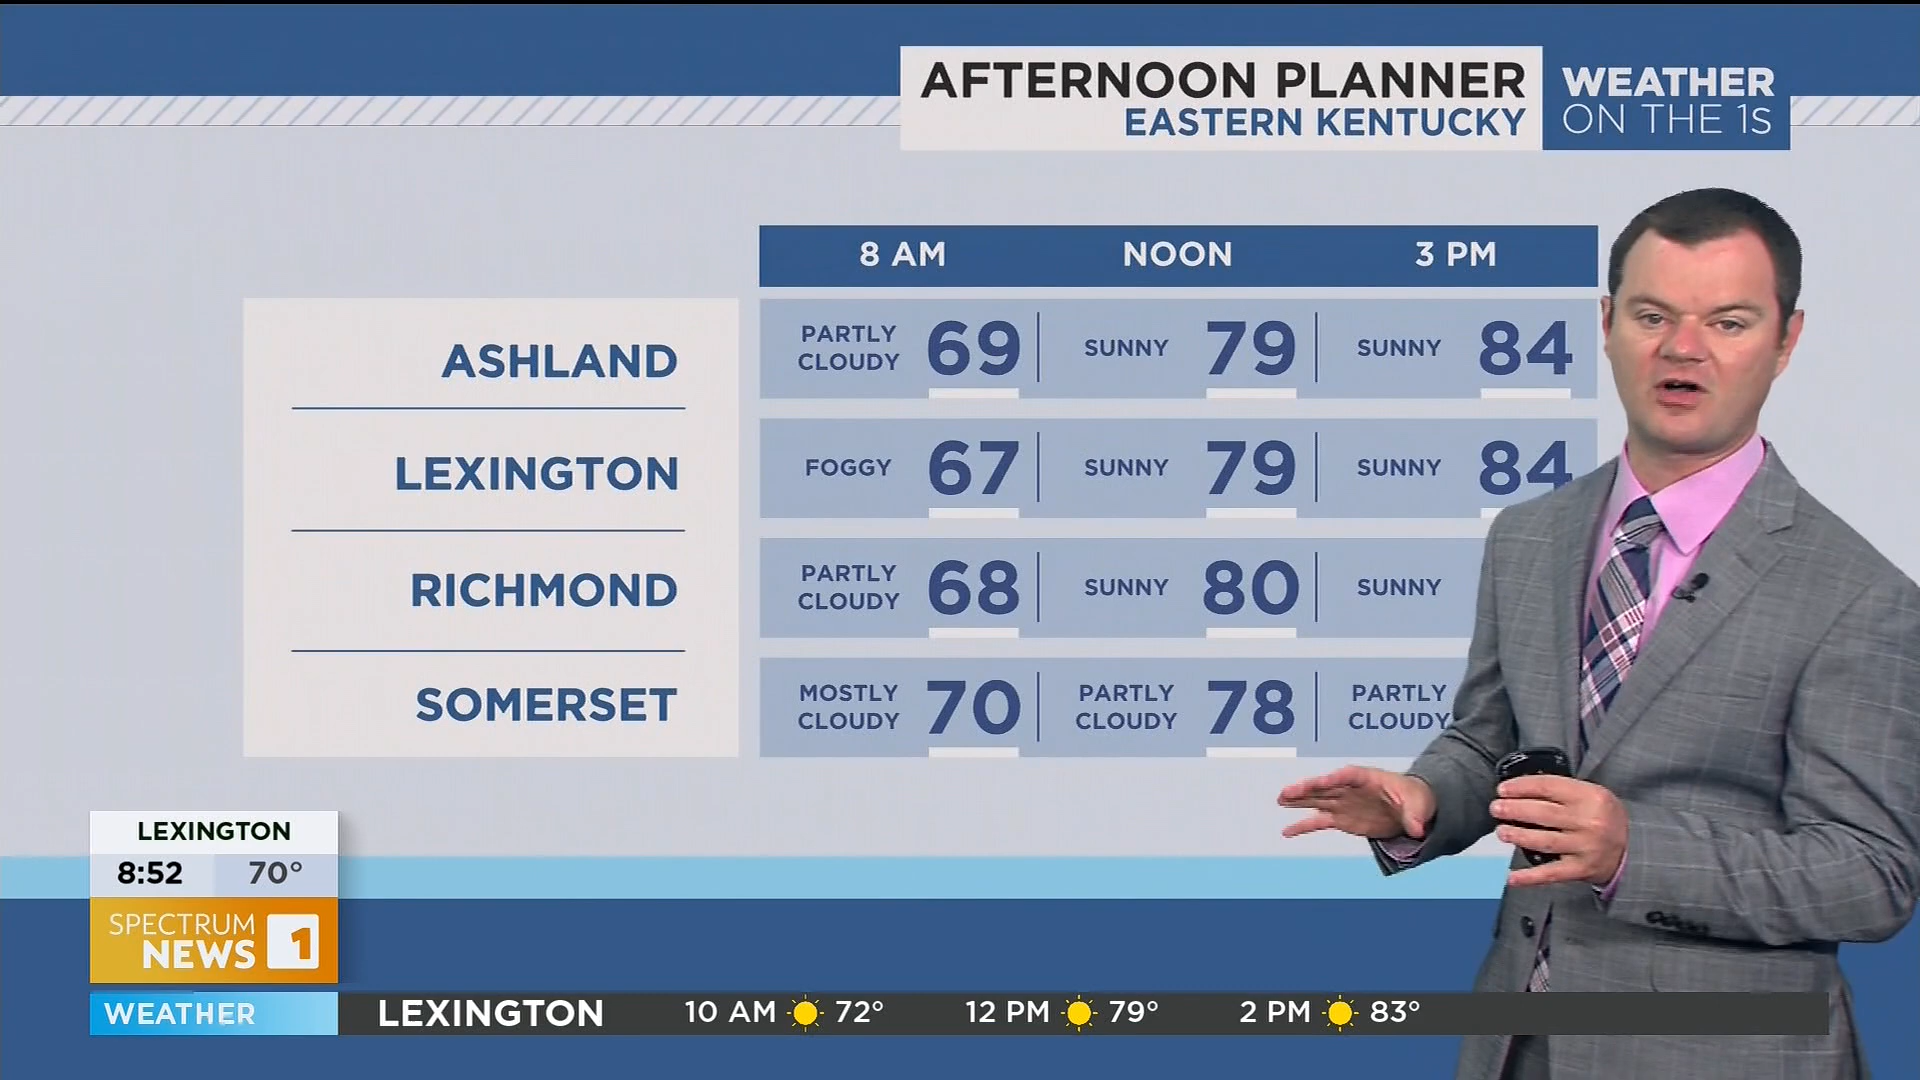 AFTERNOON PLANNER
EASTERN KENTUCKY
WEATHER
ON THE 1S
8 AM NOON 3 PM
ASHLAND PARTLY CLOUDY 69 SUNNY 79 SUNNY 84
LEXINGTON FOGGY 67 SUNNY 79 SUNNY 84
RICHMOND PARTLY CLOUDY 68 SUNNY 80 SUNNY
SOMERSET MOSTLY CLOUDY 70 PARTLY CLOUDY 78 PARTLY CLOUDY
LEXINGTON
8:52 70°
SPECTRUM
NEWS 1
WEATHER LEXINGTON 10 AM 72° 12 PM 79° 2 PM 83°